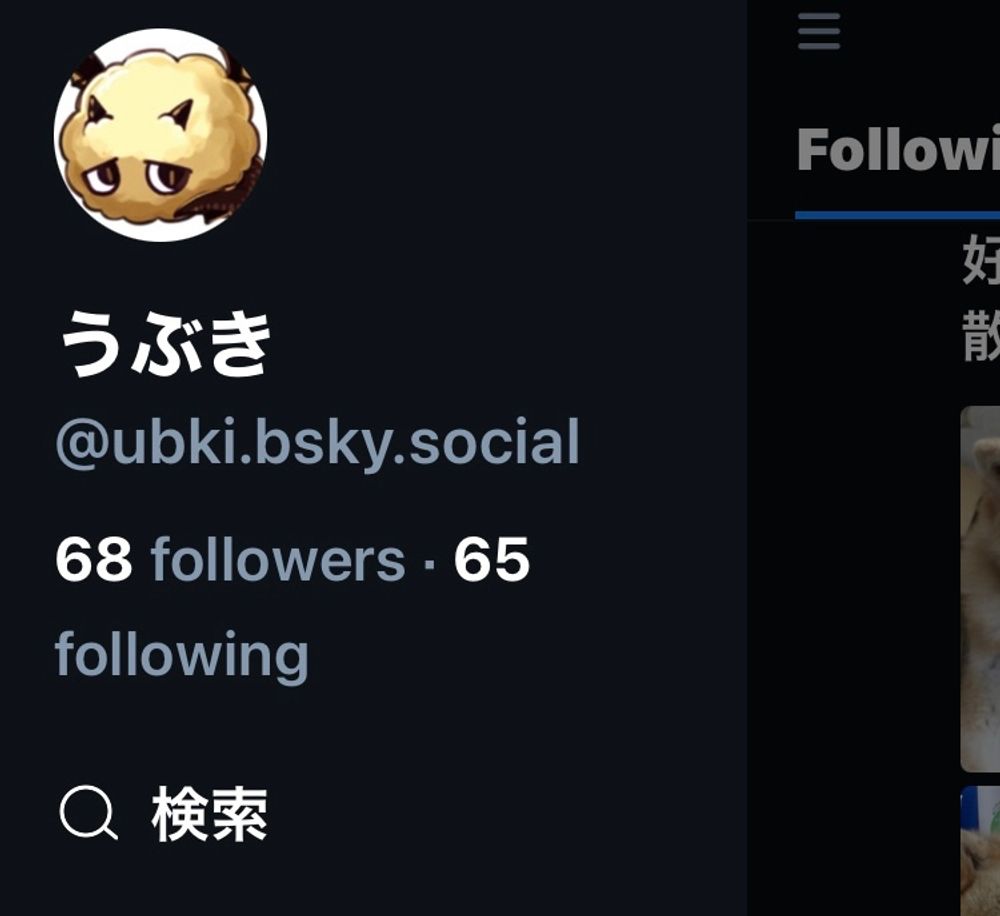 うぶき
@ubki.bsky.social
68 followers · 65
following
検索
Followi
好
散